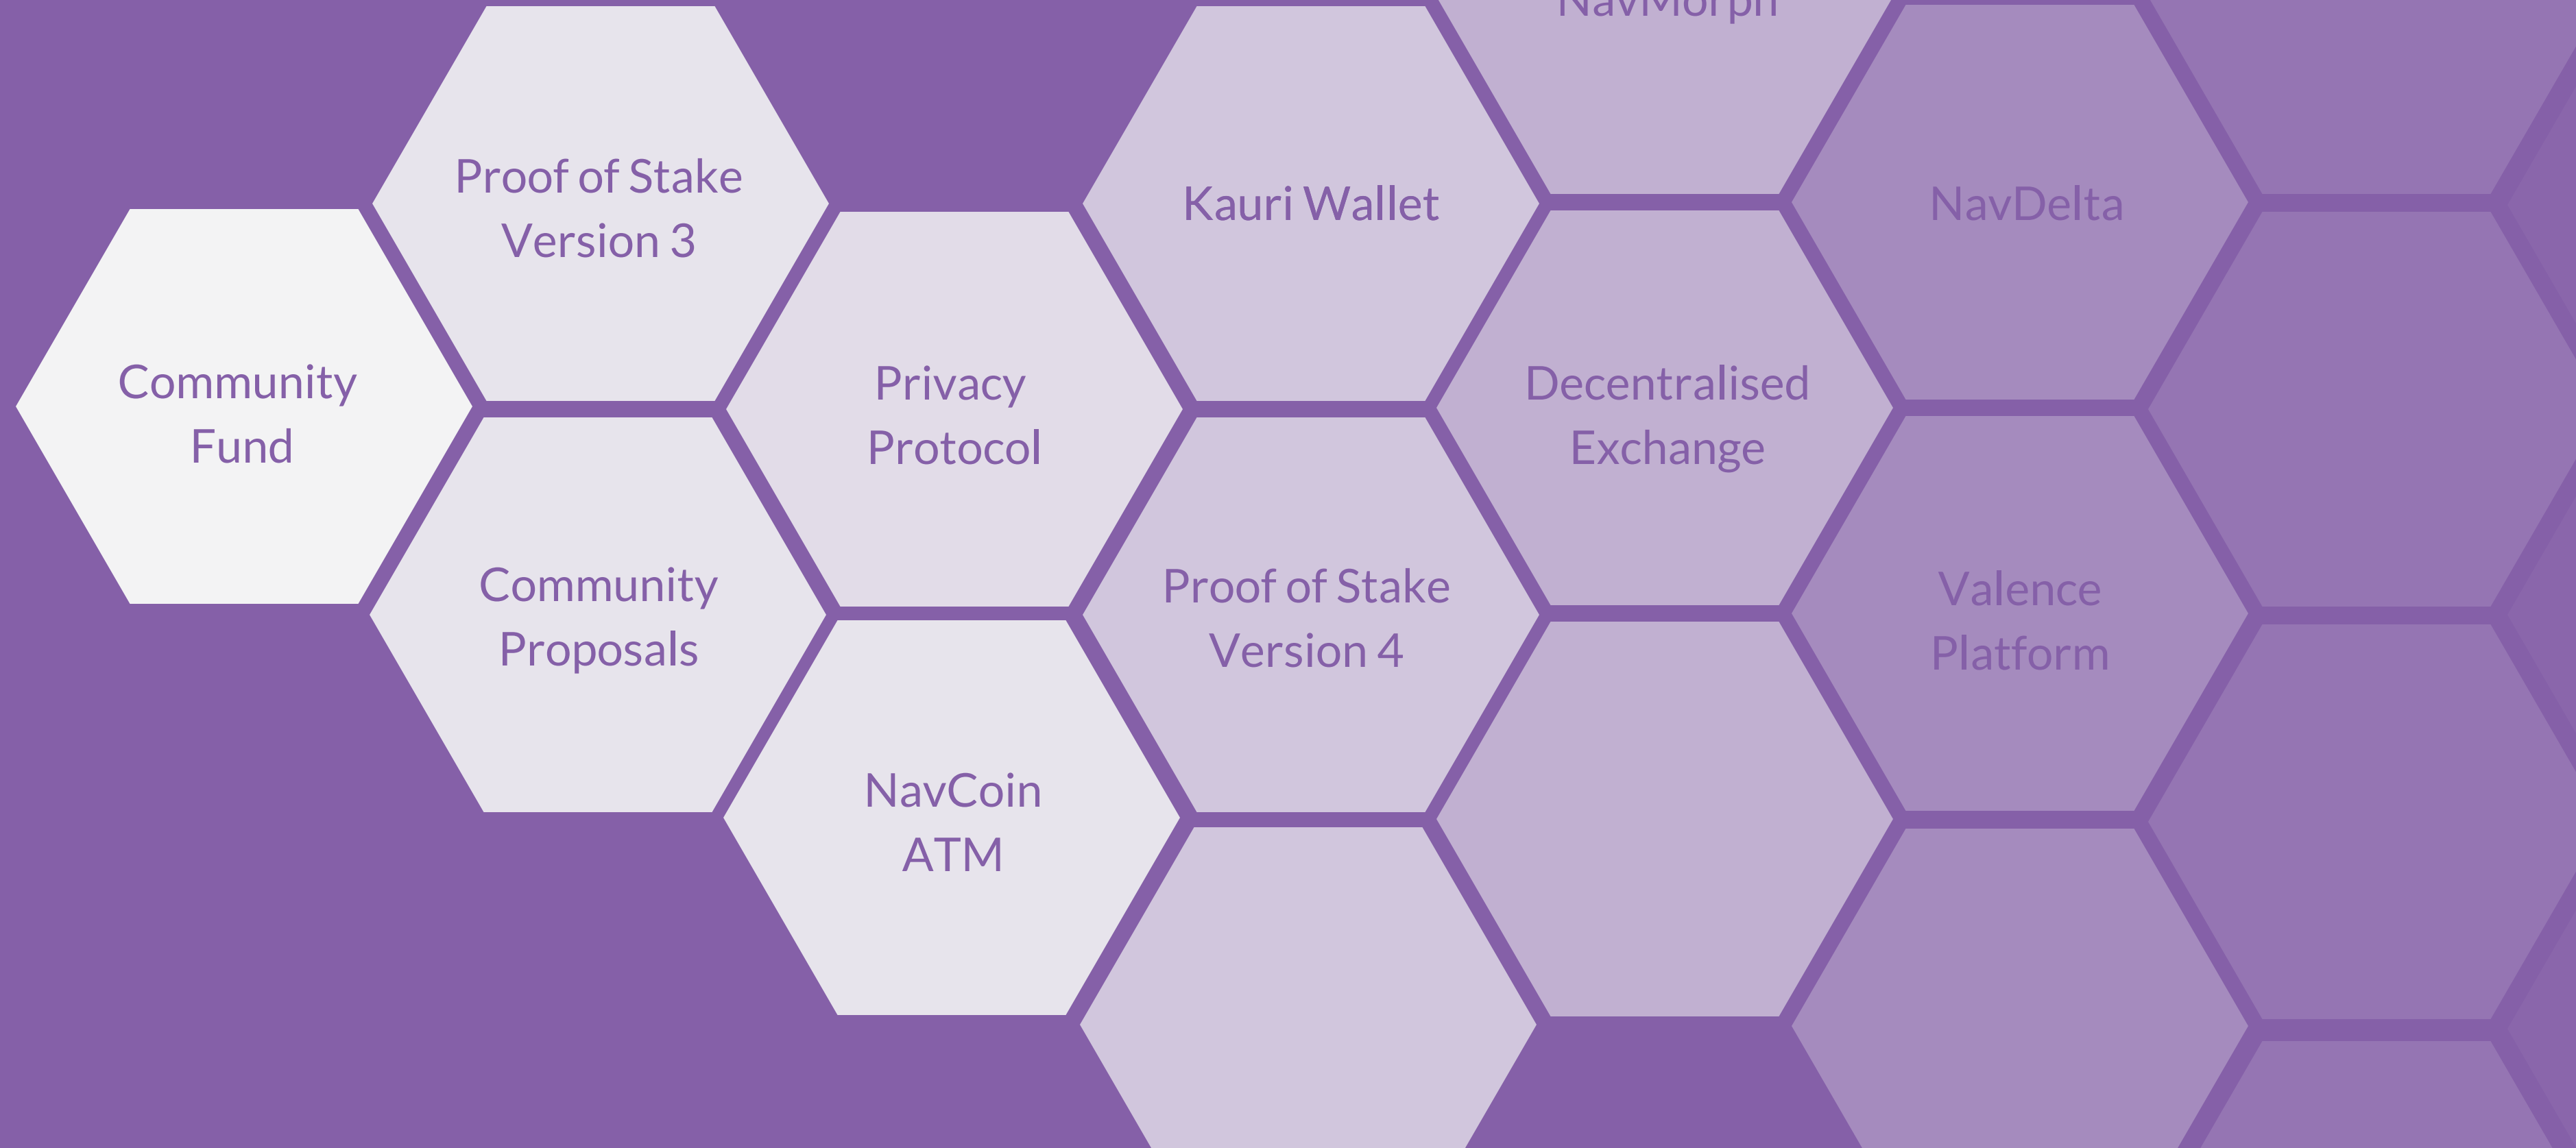 Community
Fund
Proof of Stake
Version 3
Community
Proposals
Privacy
Protocol
NavCoin
ATM
Kauri Wallet
Proof of Stake
Version 4
NavMorph
Decentralised
Exchange
NavDelta
Valence
Platform